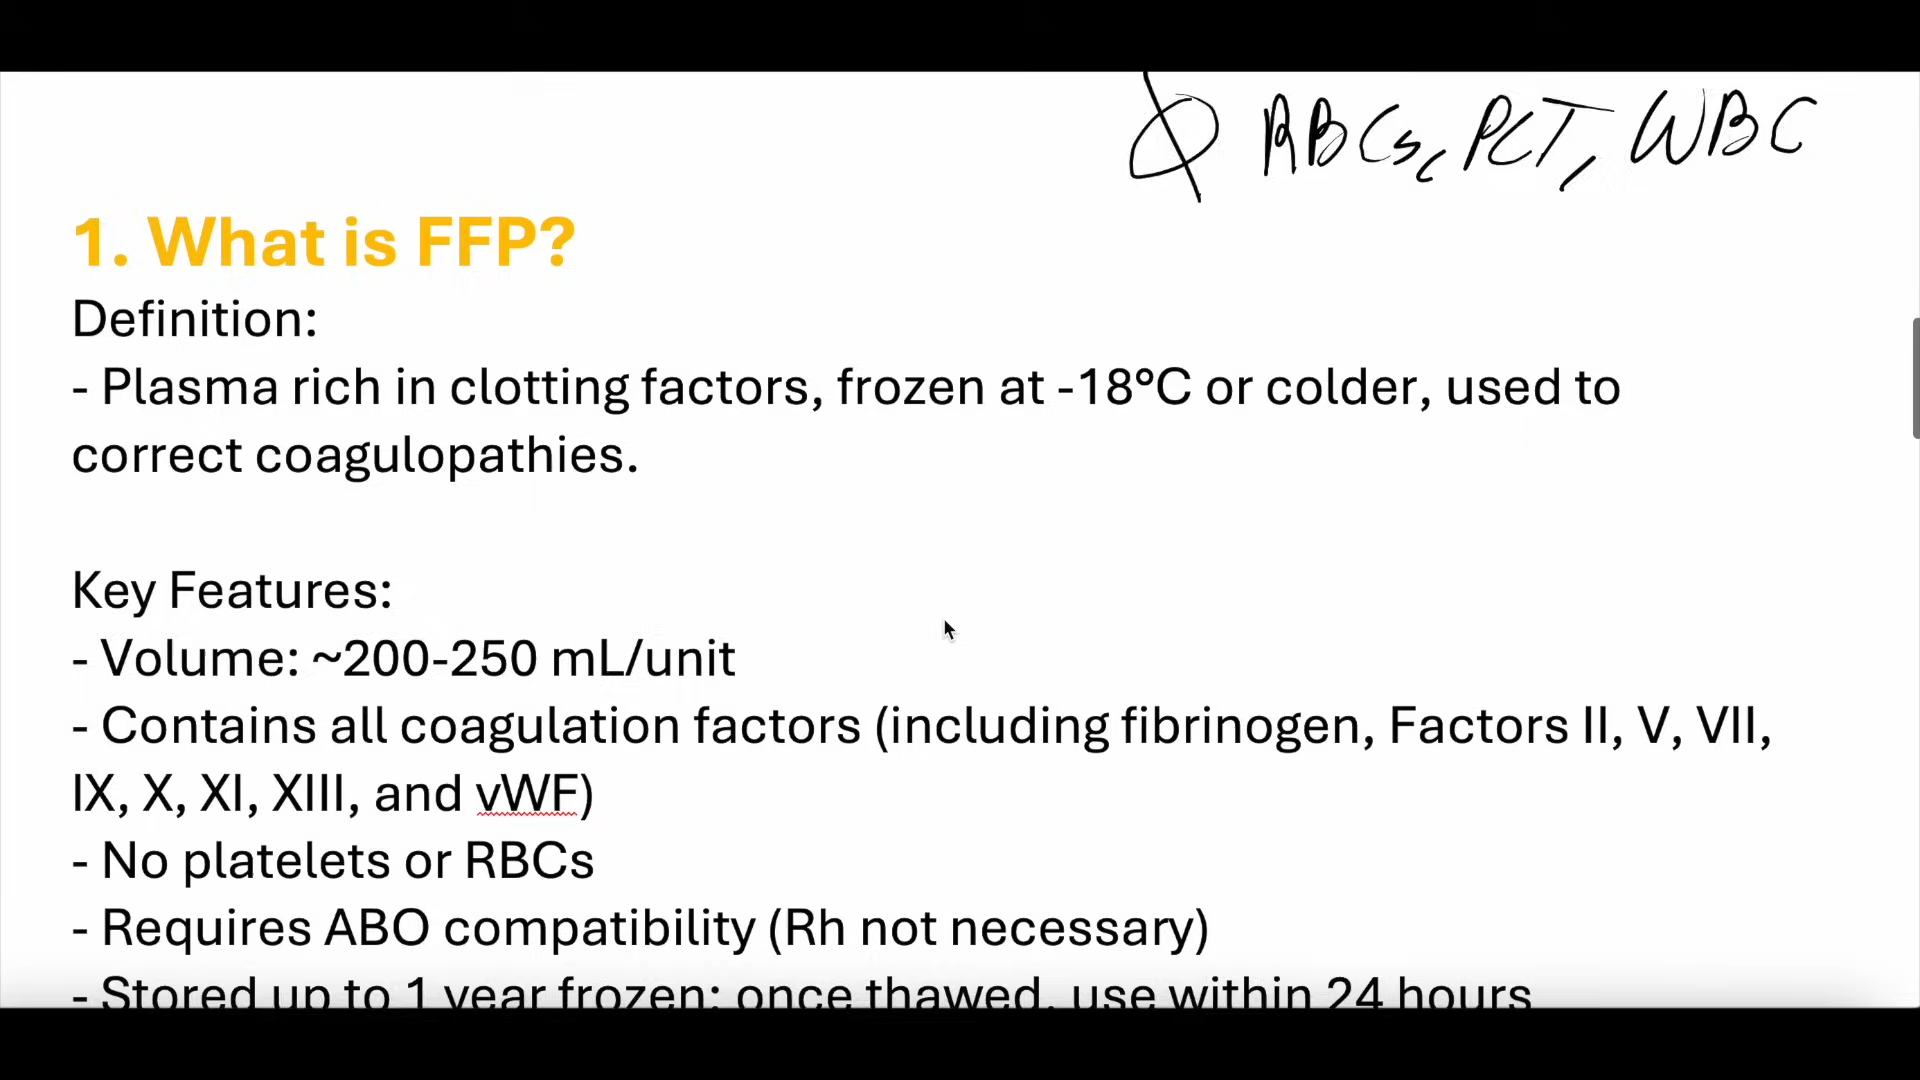 Ø RBCs, PLT, WBC
1. What is FFP?
Definition:
- Plasma rich in clotting factors, frozen at -18°C or colder, used to
correct coagulopathies.
Key Features:
- Volume: ~200-250 mL/unit
- Contains all coagulation factors (including fibrinogen, Factors II, V, VII,
IX, X, XI, XIII, and vWF)
- No platelets or RBCs
- Requires ABO compatibility (Rh not necessary)
- Stored up to 1 year frozen; once thawed, use within 24 hours